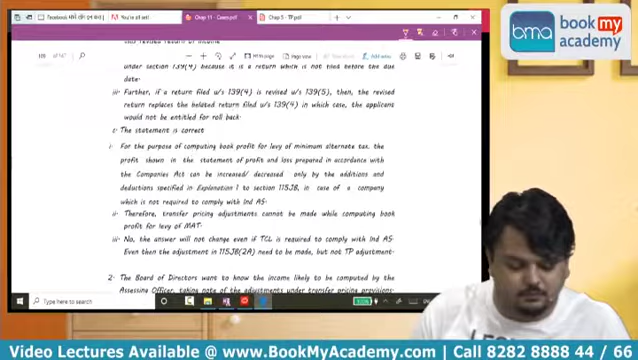 Chap 11 - Cases.pdf
Chap 5 - TP.pdf
You're all set!
Page view
Add notes
his revised return of income
under section 139(4) because it is a return which is not filed before the due
date.
iii. Further, if a return filed u/s 139(4) is revised u/s 139(5), then, the revised
return replaces the belated return filed u/s 139(4) in which case, the applicans
would not be entitled for roll back.
c. The statement is correct
i. For the purpose of computing book profit for levy of minimum alternate tax, the
profit shown in the statement of profit and loss prepared in accordance with
the Companies Act can be increased/ decreased only by the additions and
deductions specified in Explanation 1 to section 115JB, in case of a company
which is not required to comply with Ind AS.
ii. Therefore, transfer pricing adjustments cannot be made while computing book
profit for levy of MAT.
iii. No, the answer will not change even if TCL is required to comply with Ind AS.
Even then the adjustment in 115JB(2A) need to be made, but not TP adjustment.
2. The Board of Directors want to know the income likely to be computed by the
Assessing Officer, taking note of the adjustments under transfer pricing provisions.
Type here to search
bma
book my
academy
Video Lectures Available @ www.BookMyAcademy.com | Call 8282 8888 44 / 66